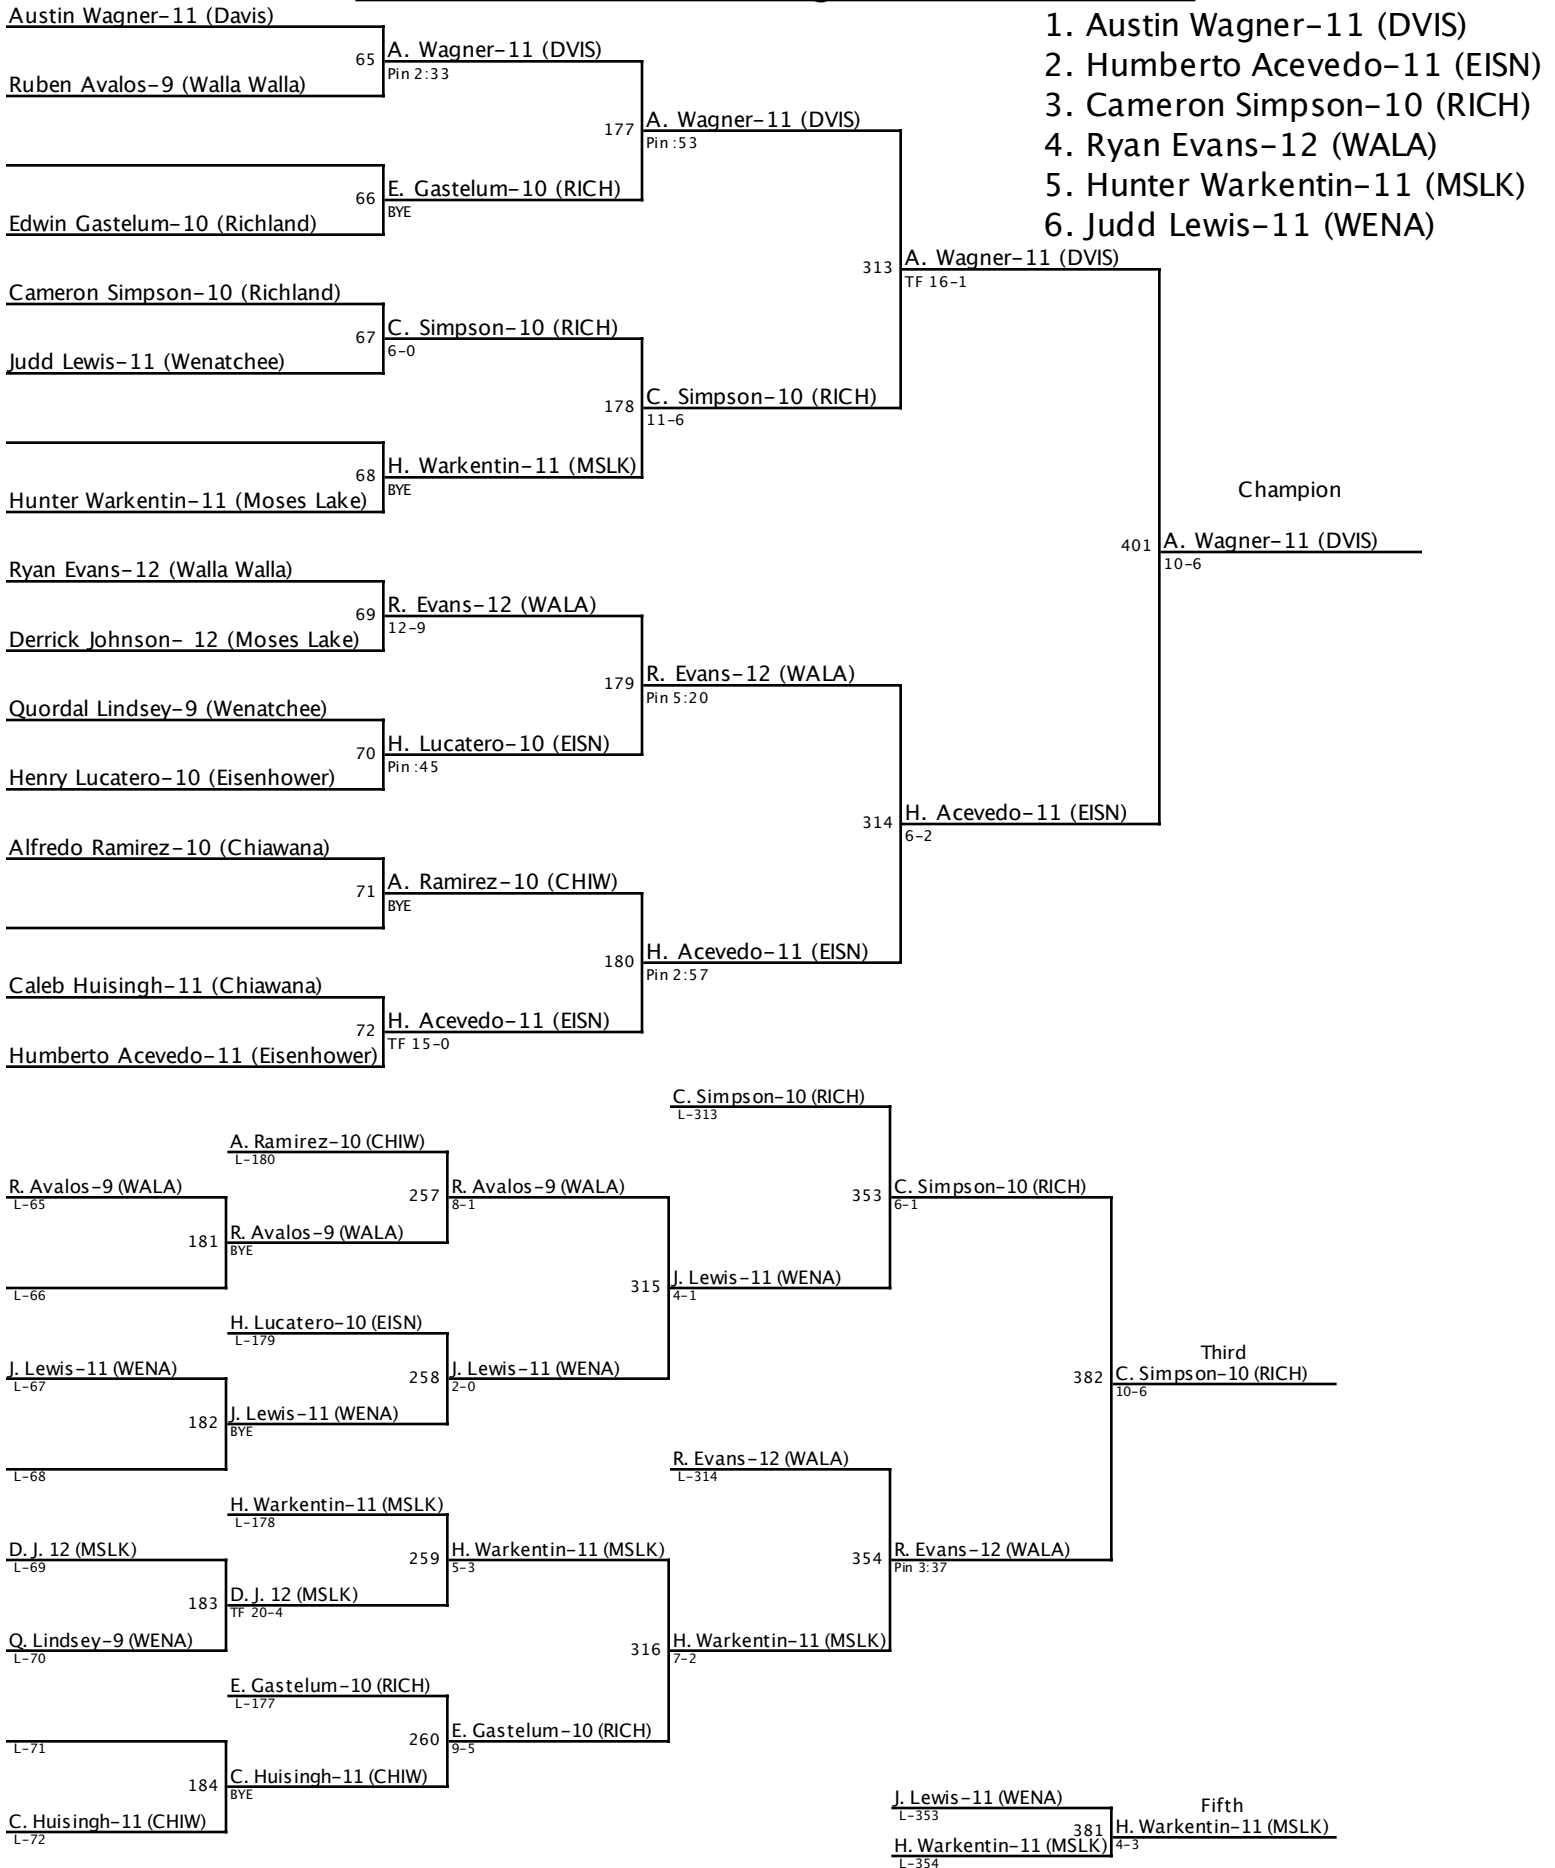 Austin Wagner-11 (Davis)
65
A. Wagner-11 (DVIS)
Pin 2:33
Ruben Avalos-9 (Walla Walla)
177
A. Wagner-11 (DVIS)
Pin :53
66
E. Gastelum-10 (RICH)
BYE
Edwin Gastelum-10 (Richland)
1. Austin Wagner-11 (DVIS)
2. Humberto Acevedo-11 (EISN)
3. Cameron Simpson-10 (RICH)
4. Ryan Evans-12 (WALA)
5. Hunter Warkentin-11 (MSLK)
6. Judd Lewis-11 (WENA)
313
A. Wagner-11 (DVIS)
TF 16-1
Cameron Simpson-10 (Richland)
67
C. Simpson-10 (RICH)
6-0
Judd Lewis-11 (Wenatchee)
178
C. Simpson-10 (RICH)
11-6
68
H. Warkentin-11 (MSLK)
BYE
Hunter Warkentin-11 (Moses Lake)
Champion
401
A. Wagner-11 (DVIS)
10-6
Ryan Evans-12 (Walla Walla)
69
R. Evans-12 (WALA)
12-9
Derrick Johnson- 12 (Moses Lake)
179
R. Evans-12 (WALA)
Pin 5:20
Quordal Lindsey-9 (Wenatchee)
70
H. Lucatero-10 (EISN)
Pin :45
Henry Lucatero-10 (Eisenhower)
314
H. Acevedo-11 (EISN)
6-2
Alfredo Ramirez-10 (Chiawana)
71
A. Ramirez-10 (CHIW)
BYE
180
H. Acevedo-11 (EISN)
Pin 2:57
Caleb Huisingh-11 (Chiawana)
72
H. Acevedo-11 (EISN)
TF 15-0
Humberto Acevedo-11 (Eisenhower)
C. Simpson-10 (RICH)
L-313
A. Ramirez-10 (CHIW)
L-180
R. Avalos-9 (WALA)
L-65
257
R. Avalos-9 (WALA)
8-1
353
C. Simpson-10 (RICH)
6-1
181
R. Avalos-9 (WALA)
BYE
L-66
315
J. Lewis-11 (WENA)
4-1
H. Lucatero-10 (EISN)
L-179
J. Lewis-11 (WENA)
L-67
258
J. Lewis-11 (WENA)
2-0
Third
382
C. Simpson-10 (RICH)
10-6
182
J. Lewis-11 (WENA)
BYE
L-68
R. Evans-12 (WALA)
L-314
H. Warkentin-11 (MSLK)
L-178
D. J. 12 (MSLK)
L-69
259
H. Warkentin-11 (MSLK)
5-3
354
R. Evans-12 (WALA)
Pin 3:37
183
D. J. 12 (MSLK)
TF 20-4
Q. Lindsey-9 (WENA)
L-70
316
H. Warkentin-11 (MSLK)
7-2
E. Gastelum-10 (RICH)
L-177
L-71
260
E. Gastelum-10 (RICH)
9-5
184
C. Huisingh-11 (CHIW)
BYE
C. Huisingh-11 (CHIW)
L-72
J. Lewis-11 (WENA)
L-353
Fifth
381
H. Warkentin-11 (MSLK)
4-3
H. Warkentin-11 (MSLK)
L-354